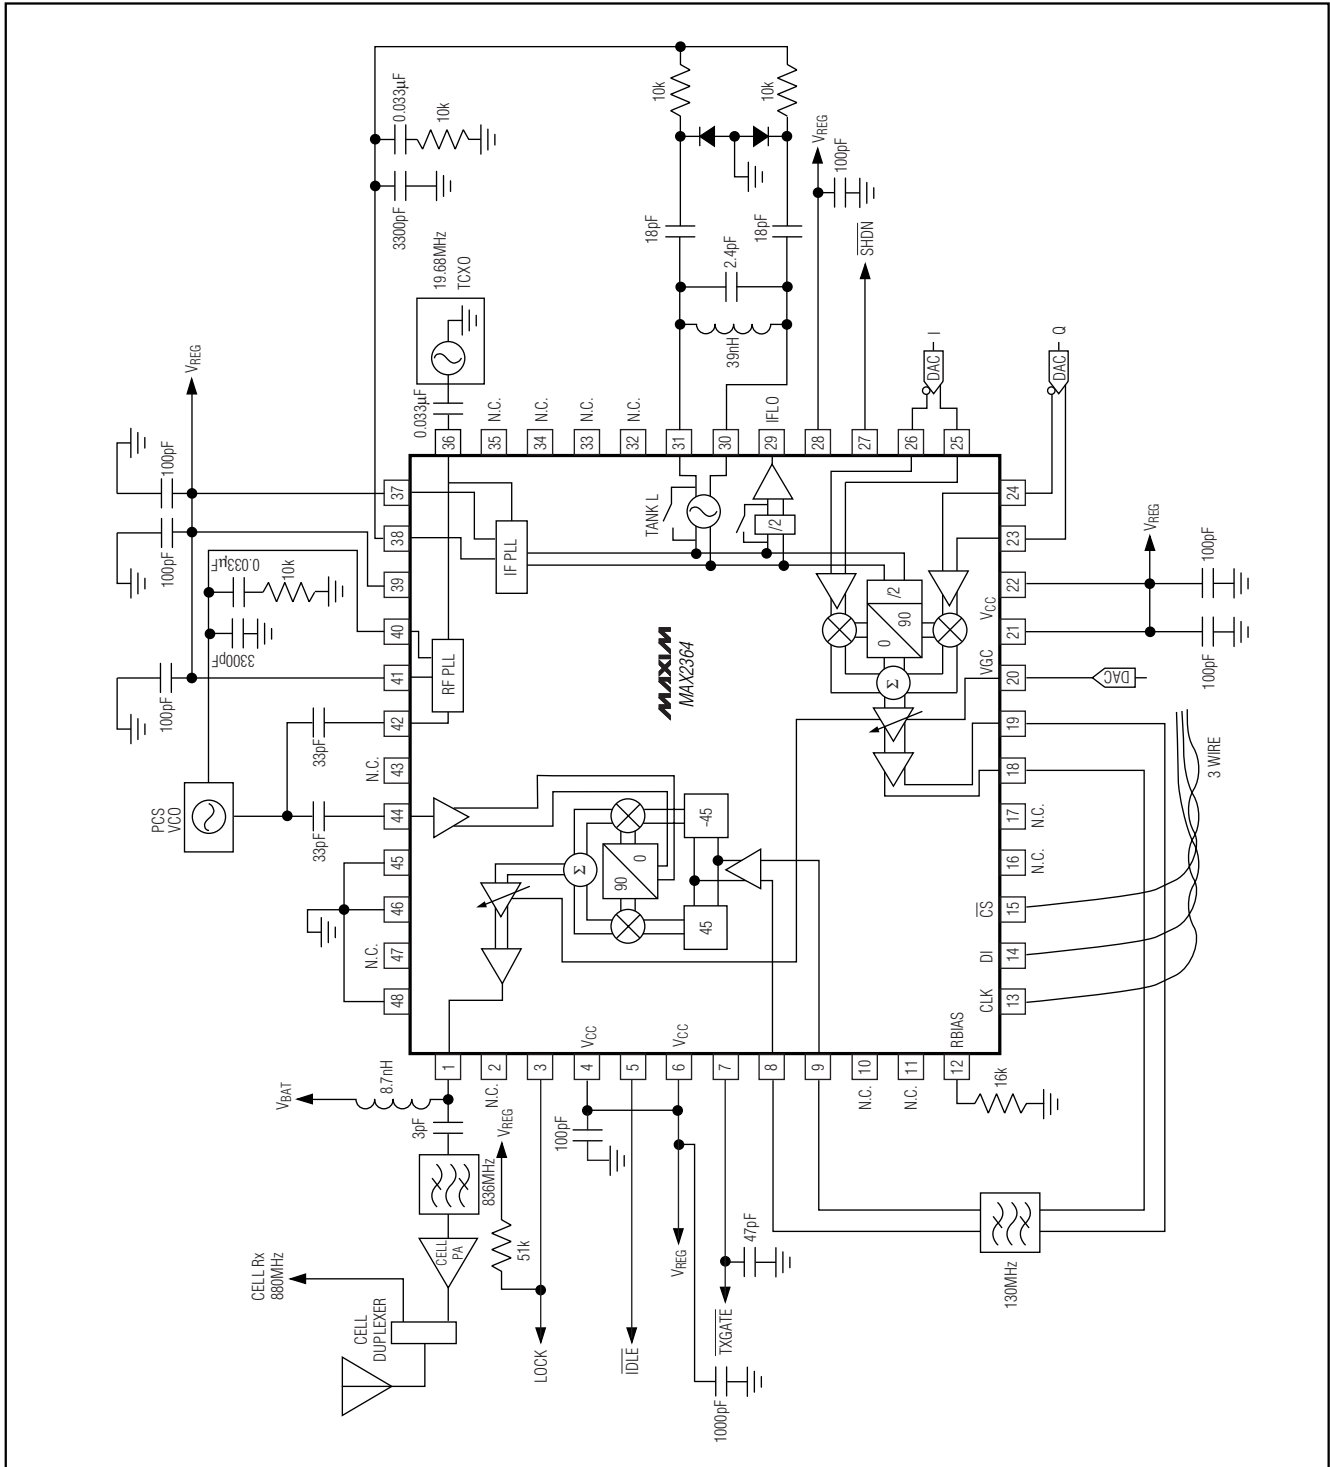 0.033µF
10k
3300pF
10k
10k
VREG
100pF
18pF
18pF
2.4pF
39nH
SHDN
19.68MHz
TCXO
0.033µF
VREG
100pF
100pF
0.033µF
10k
3300pF
100pF
33pF
33pF
PCS
VCO
36
35
N.C.
34
N.C.
33
N.C.
32
N.C.
31
30
29
IFLO
28
27
26
25
DAC
I
DAC
Q
37
38
39
40
41
42
43
N.C.
44
45
46
47
N.C.
48
IF PLL
RF PLL
TANK L
/2
/2
90
0
Σ
MAXIM
MAX2364
Σ
90
0
-45
45
24
23
22
21
VCC
20
VGC
19
18
17
N.C.
16
N.C.
15
CS
14
DI
13
CLK
VREG
100pF
100pF
DAC
3 WIRE
1
2
N.C.
3
4
VCC
5
6
VCC
7
8
9
10
N.C.
11
N.C.
12
RBIAS
16k
VBAT
8.7nH
3pF
836MHz
CELL
PA
CELL Rx
880MHz
CELL
DUPLEXER
VREG
51k
LOCK
100pF
IDLE
VREG
1000pF
TXGATE
47pF
130MHz